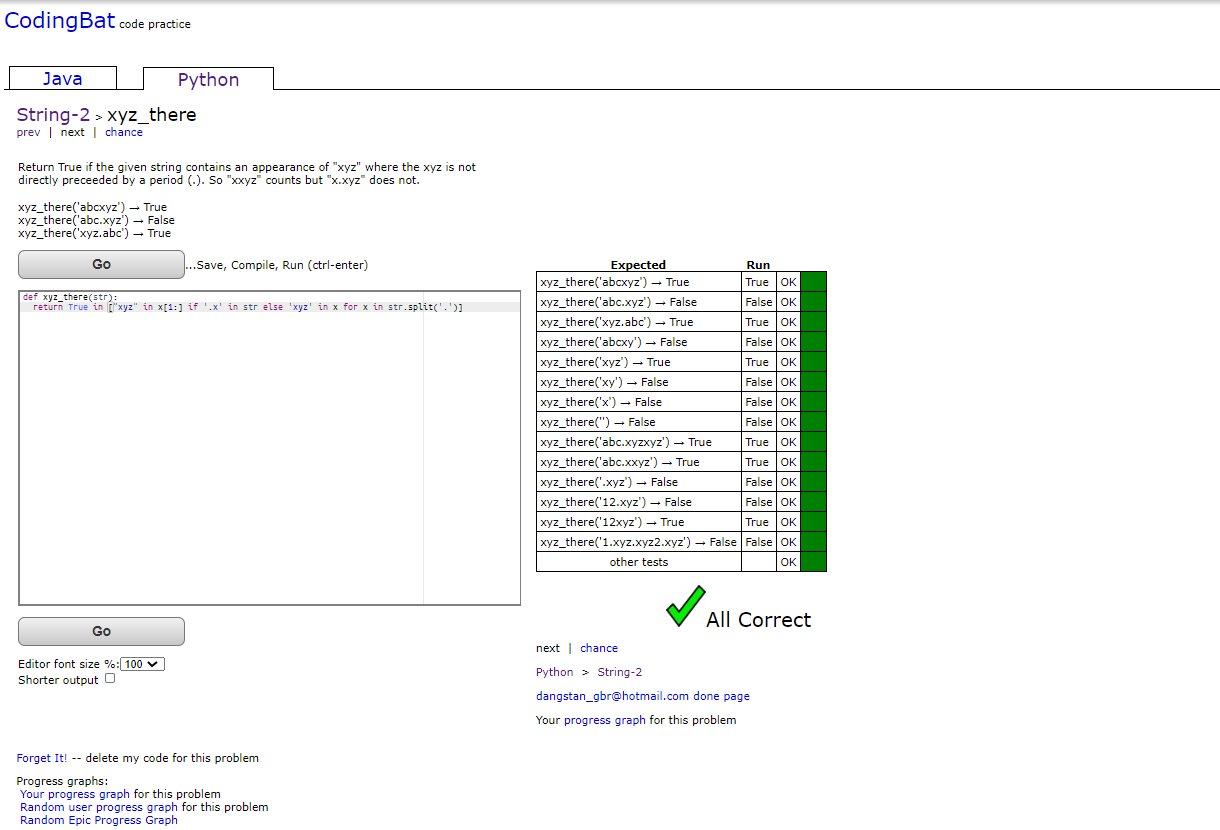 CodingBat code practice
Java
Python
String-2 > xyz_there
prev | next | chance
Return True if the given string contains an appearance of "xyz" where the xyz is not
directly preceeded by a period (.). So "xxyz" counts but "x.xyz" does not.
xyz_there('abcxyz') → True
xyz_there('abc.xyz') → False
xyz_there('xyz.abc') → True
Go
...Save, Compile, Run (ctrl-enter)
def xyz_there(str):
  return True in ["xyz" in x[1:] if '.x' in str else 'xyz' in x for x in str.split('.')]
Go
Editor font size %: 100
Shorter output
Expected Run
xyz_there('abcxyz') → True True OK
xyz_there('abc.xyz') → False False OK
xyz_there('xyz.abc') → True True OK
xyz_there('abcxy') → False False OK
xyz_there('xyz') → True True OK
xyz_there('xy') → False False OK
xyz_there('x') → False False OK
xyz_there('') → False False OK
xyz_there('abc.xyzxyz') → True True OK
xyz_there('abc.xxyz') → True True OK
xyz_there('.xyz') → False False OK
xyz_there('12.xyz') → False False OK
xyz_there('12xyz') → True True OK
xyz_there('1.xyz.xyz2.xyz') → False False OK
other tests OK
All Correct
next | chance
Python > String-2
dangstan_gbr@hotmail.com done page
Your progress graph for this problem
Forget It! -- delete my code for this problem
Progress graphs:
Your progress graph for this problem
Random user progress graph for this problem
Random Epic Progress Graph